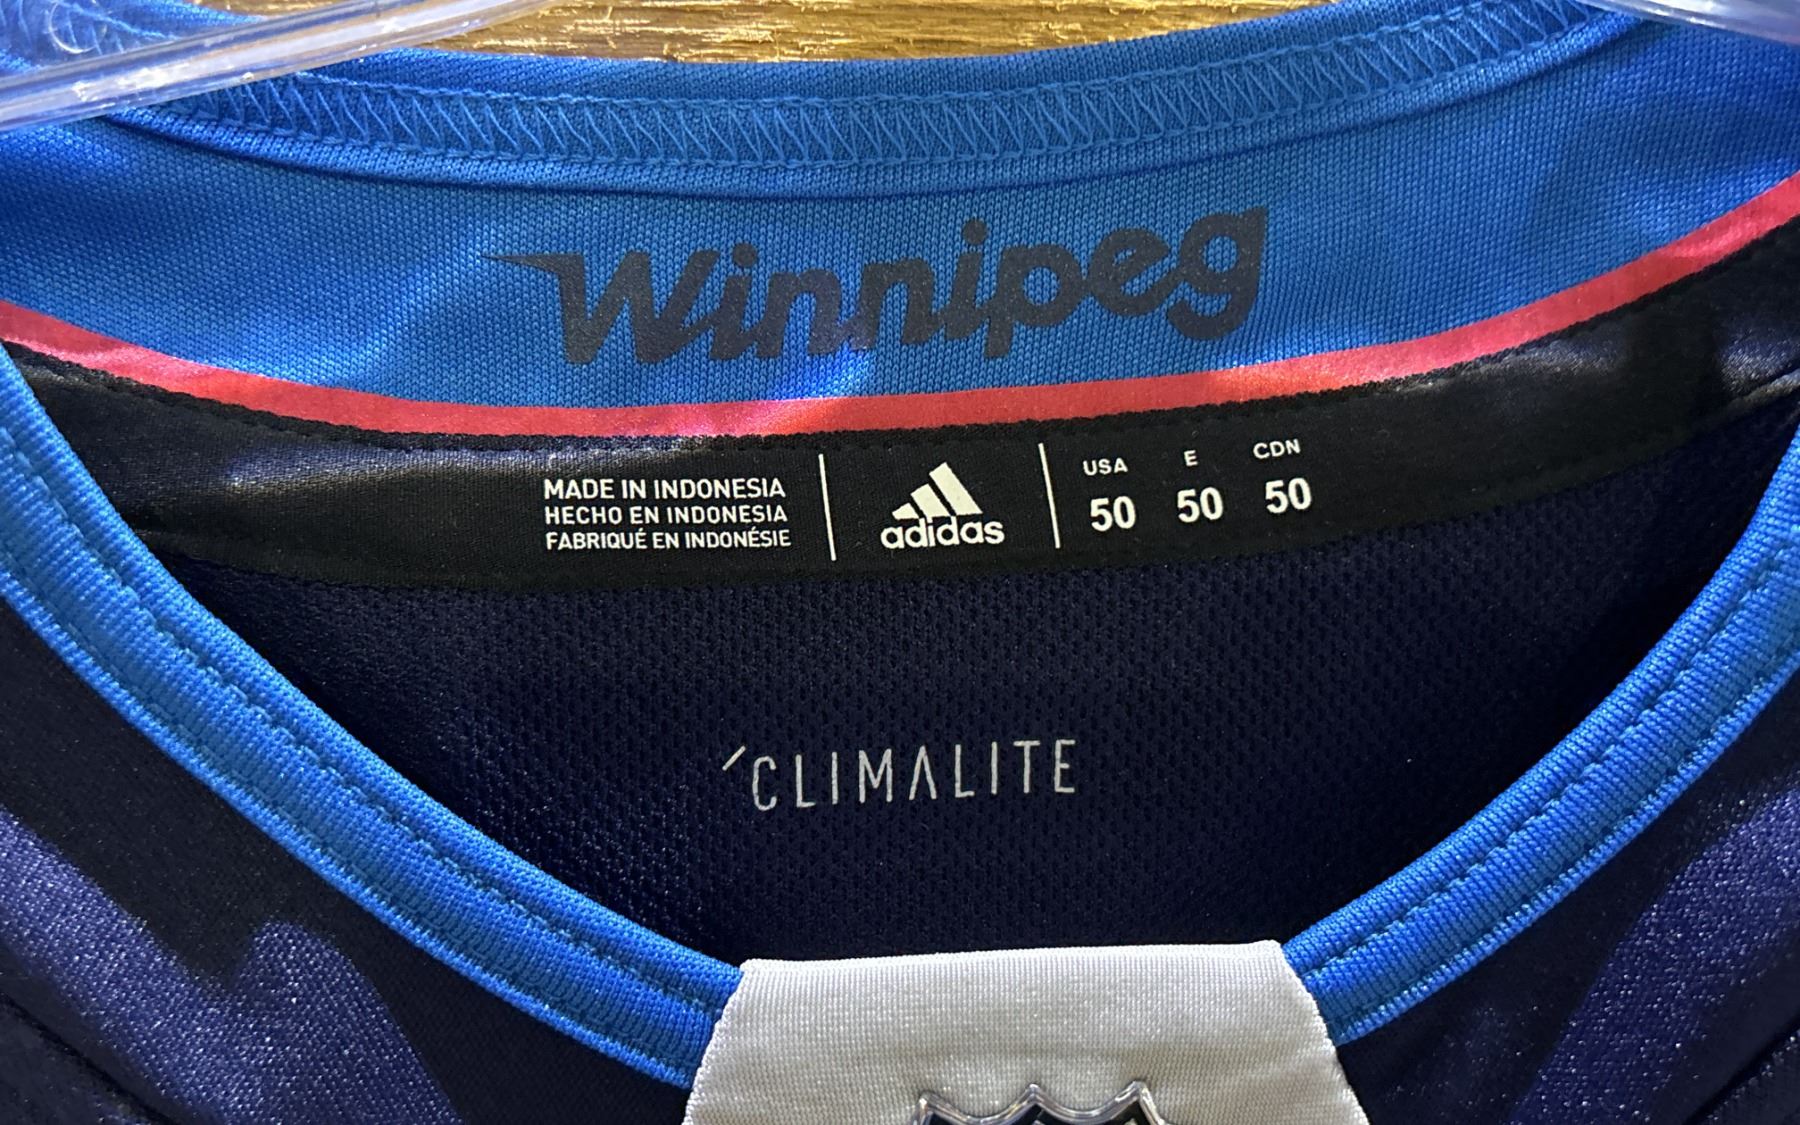 Winnipeg
MADE IN INDONESIA
HECHO EN INDONESIA
FABRIQUÉ EN INDONÉSIE
adidas
USA E CDN
50 50 50
CLIMALITE